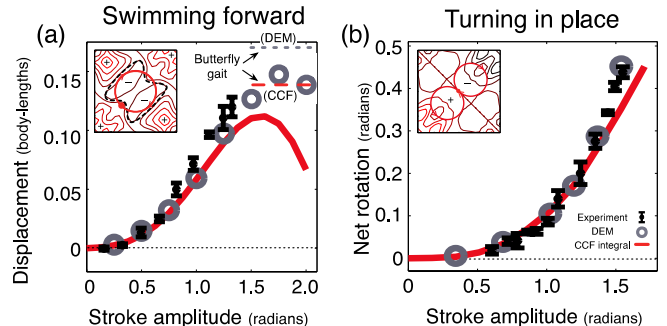 Swimming forward
(a)
(DEM)
Butterfly
gait
(CCF)
+
+
−
−
+
+
0.15
0.10
0.05
0
Displacement (body-lengths)
0 0.5 1.0 1.5 2.0
Stroke amplitude (radians)
Turning in place
(b)
−
+
0.5
0.4
0.3
0.2
0.1
0
Net rotation (radians)
Experiment
DEM
CCF integral
0 0.5 1.0 1.5
Stroke amplitude (radians)